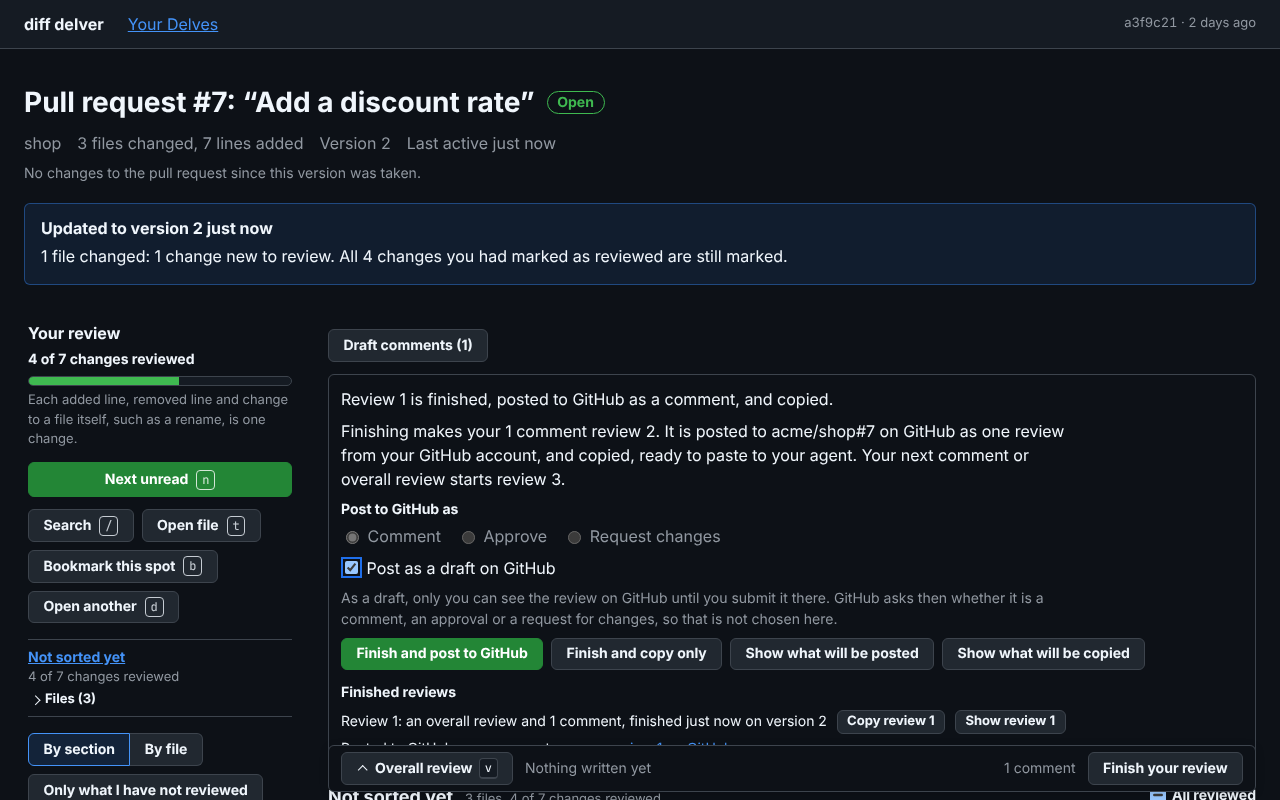 diff delver Your Delves a3f9c21 · 2 days ago
Pull request #7: “Add a discount rate” Open
shop 3 files changed, 7 lines added Version 2 Last active just now
No changes to the pull request since this version was taken.
Updated to version 2 just now
1 file changed: 1 change new to review. All 4 changes you had marked as reviewed are still marked.
Your review
4 of 7 changes reviewed
Each added line, removed line and change
to a file itself, such as a rename, is one
change.
Next unread n
Search / Open file t
Bookmark this spot b
Open another d
Not sorted yet
4 of 7 changes reviewed
Files (3)
By section By file
Only what I have not reviewed
Draft comments (1)
Review 1 is finished, posted to GitHub as a comment, and copied.
Finishing makes your 1 comment review 2. It is posted to acme/shop#7 on GitHub as one review
from your GitHub account, and copied, ready to paste to your agent. Your next comment or
overall review starts review 3.
Post to GitHub as
Comment Approve Request changes
Post as a draft on GitHub
As a draft, only you can see the review on GitHub until you submit it there. GitHub asks then whether it is a
comment, an approval or a request for changes, so that is not chosen here.
Finish and post to GitHub Finish and copy only Show what will be posted Show what will be copied
Finished reviews
Review 1: an overall review and 1 comment, finished just now on version 2 Copy review 1 Show review 1
Overall review v Nothing written yet 1 comment Finish your review
Not sorted yet 3 files, 4 of 7 changes reviewed All reviewed